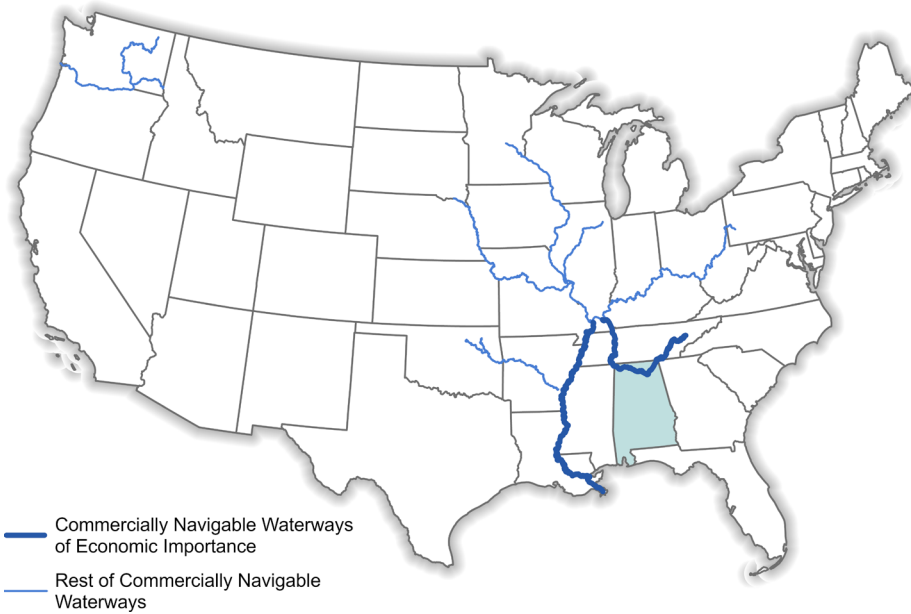 Commercially Navigable Waterways
of Economic Importance
Rest of Commercially Navigable
Waterways